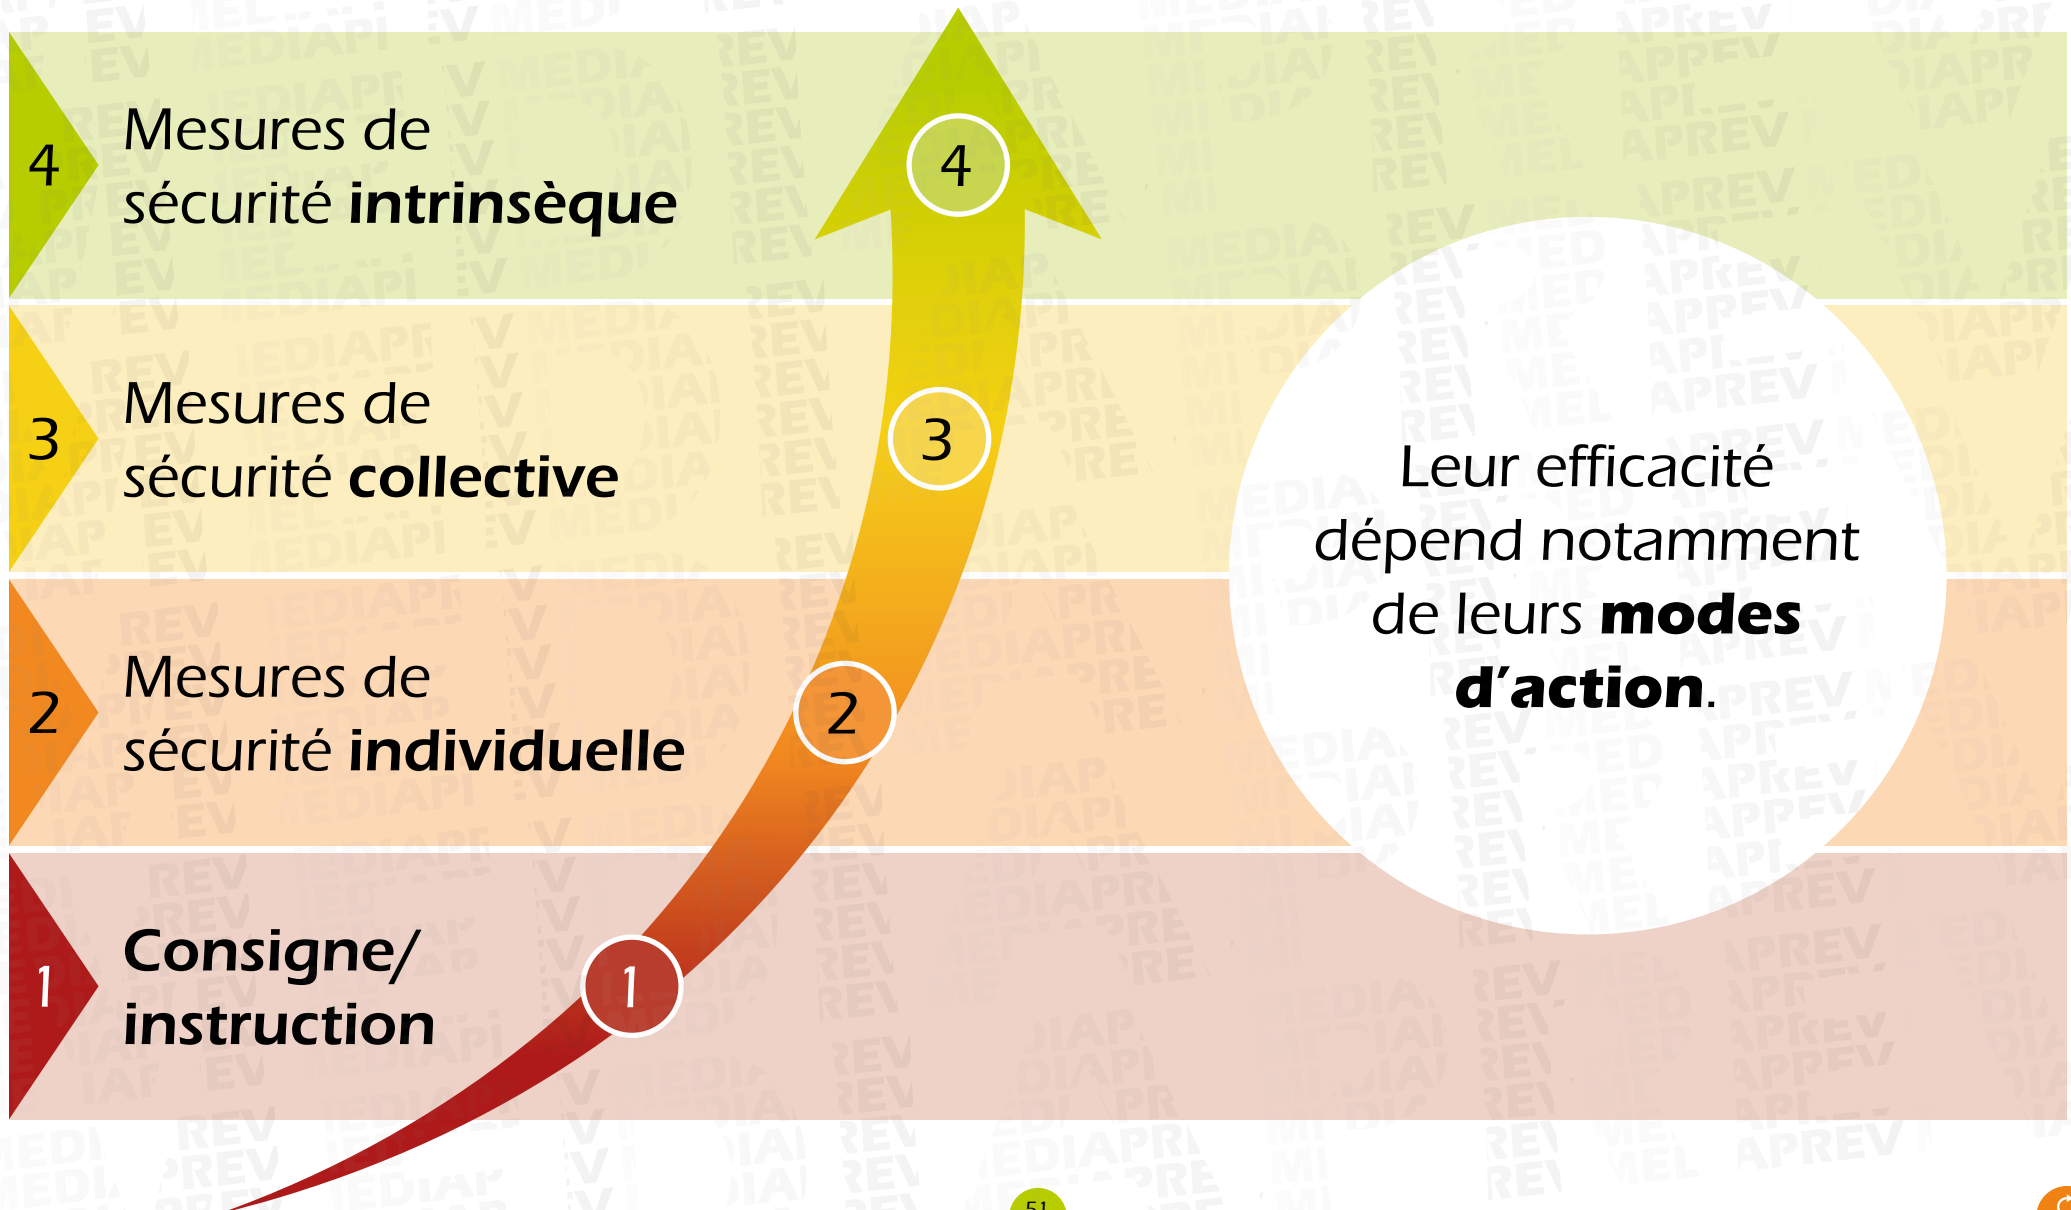 4
Mesures de
sécurité intrinsèque
4
3
Mesures de
sécurité collective
3
2
Mesures de
sécurité individuelle
2
1
Consigne/
instruction
1
Leur efficacité
dépend notamment
de leurs modes
d’action.
51